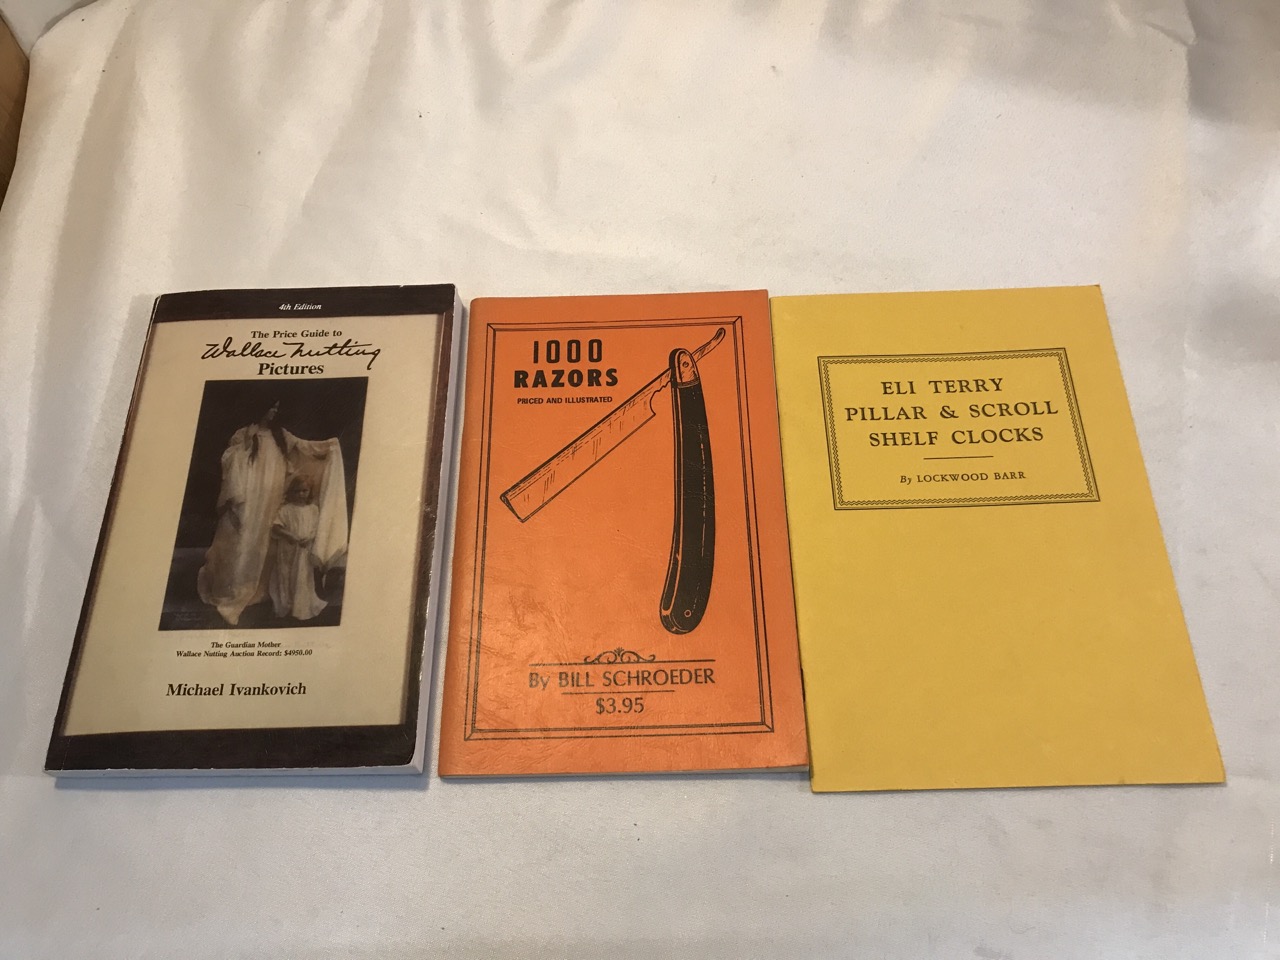 4th Edition
The Price Guide to
Wallace Nutting
Pictures
The Guardian Mother
Wallace Nutting Auction Record: $4950.00
Michael Ivankovich
1000
RAZORS
PRICED AND ILLUSTRATED
By BILL SCHROEDER
$3.95
ELI TERRY
PILLAR & SCROLL
SHELF CLOCKS
By LOCKWOOD BARR